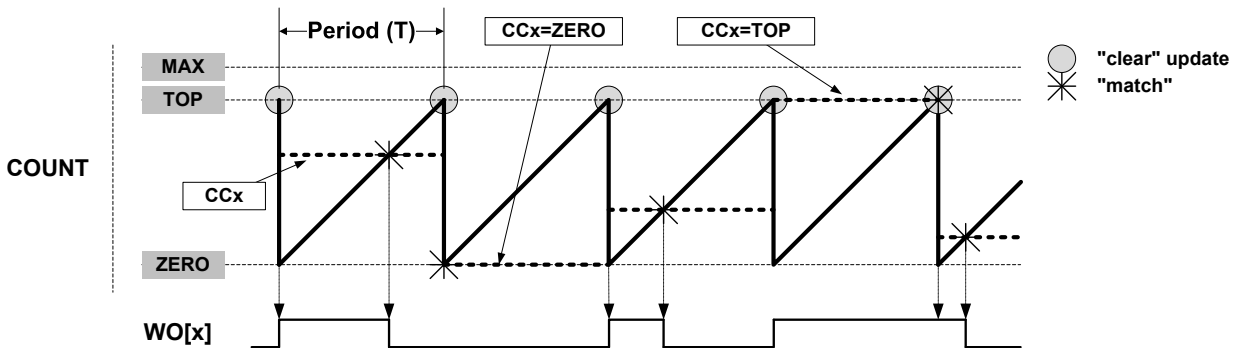 Period (T)
CCx=ZERO
CCx=TOP
"clear" update
"match"
MAX
TOP
COUNT
CCx
ZERO
WO[x]